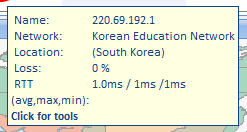 Name: 220.69.192.1
Network: Korean Education Network
Location: (South Korea)
Loss: 0 %
RTT 1.0ms / 1ms /1ms
(avg,max,min):
Click for tools